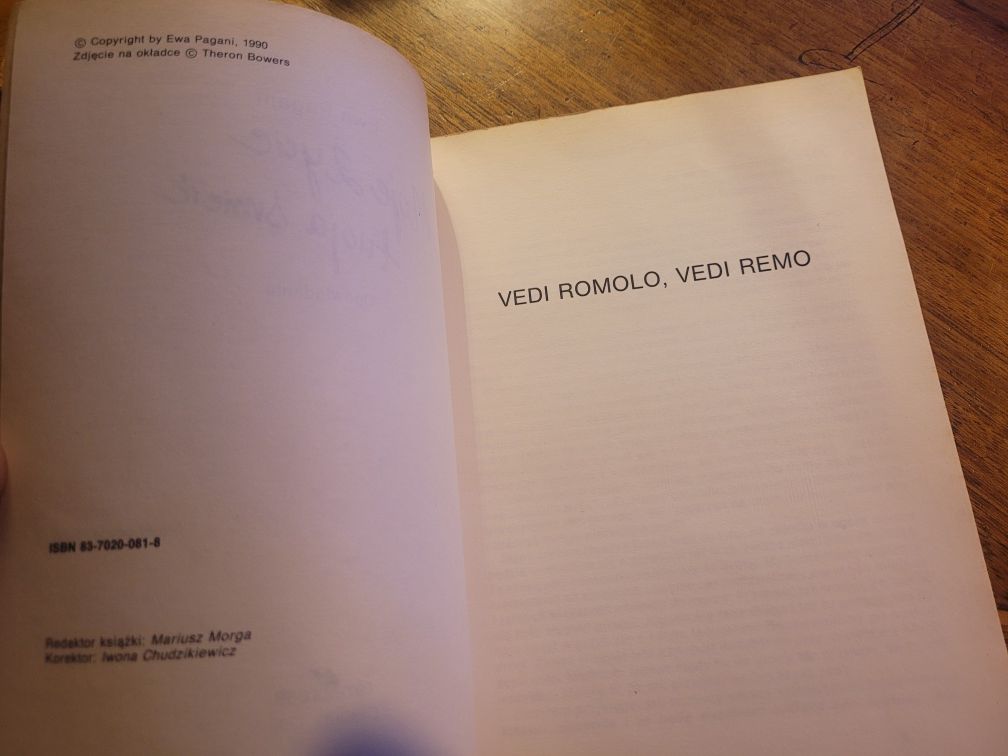 © Copyright by Ewa Pagani, 1990
Zdjęcie na okładce © Theron Bowers
ISBN 83-7020-081-8
Redektor książki: Mariusz Morga
Korektor: Iwona Chudzikiewicz
VEDI ROMOLO, VEDI REMO